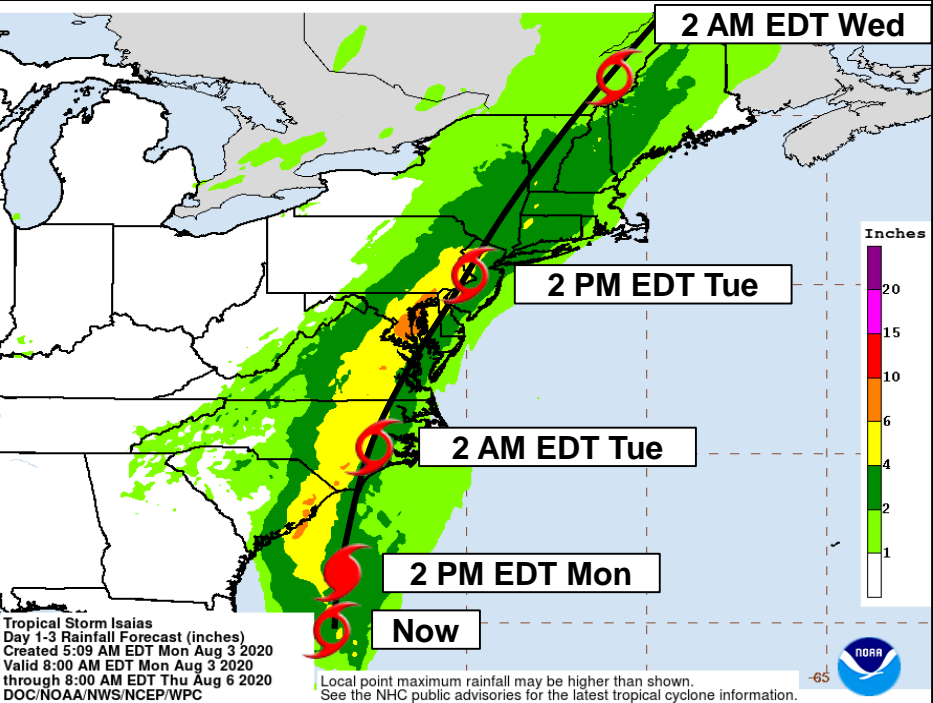 2 AM EDT Wed
Inches
2 PM EDT Tue
20
15
10
6
2 AM EDT Tue
4
2
1
2 PM EDT Mon
Now
Tropical Storm Isaias
Day 1-3 Rainfall Forecast (inches)
Created 5:09 AM EDT Mon Aug 3 2020
Valid 8:00 AM EDT Mon Aug 3 2020
through 8:00 AM EDT Thu Aug 6 2020
DOC/NOAA/NWS/NCEP/WPC
Local point maximum rainfall may be higher than shown.
See the NHC public advisories for the latest tropical cyclone information.
-65
NOAA